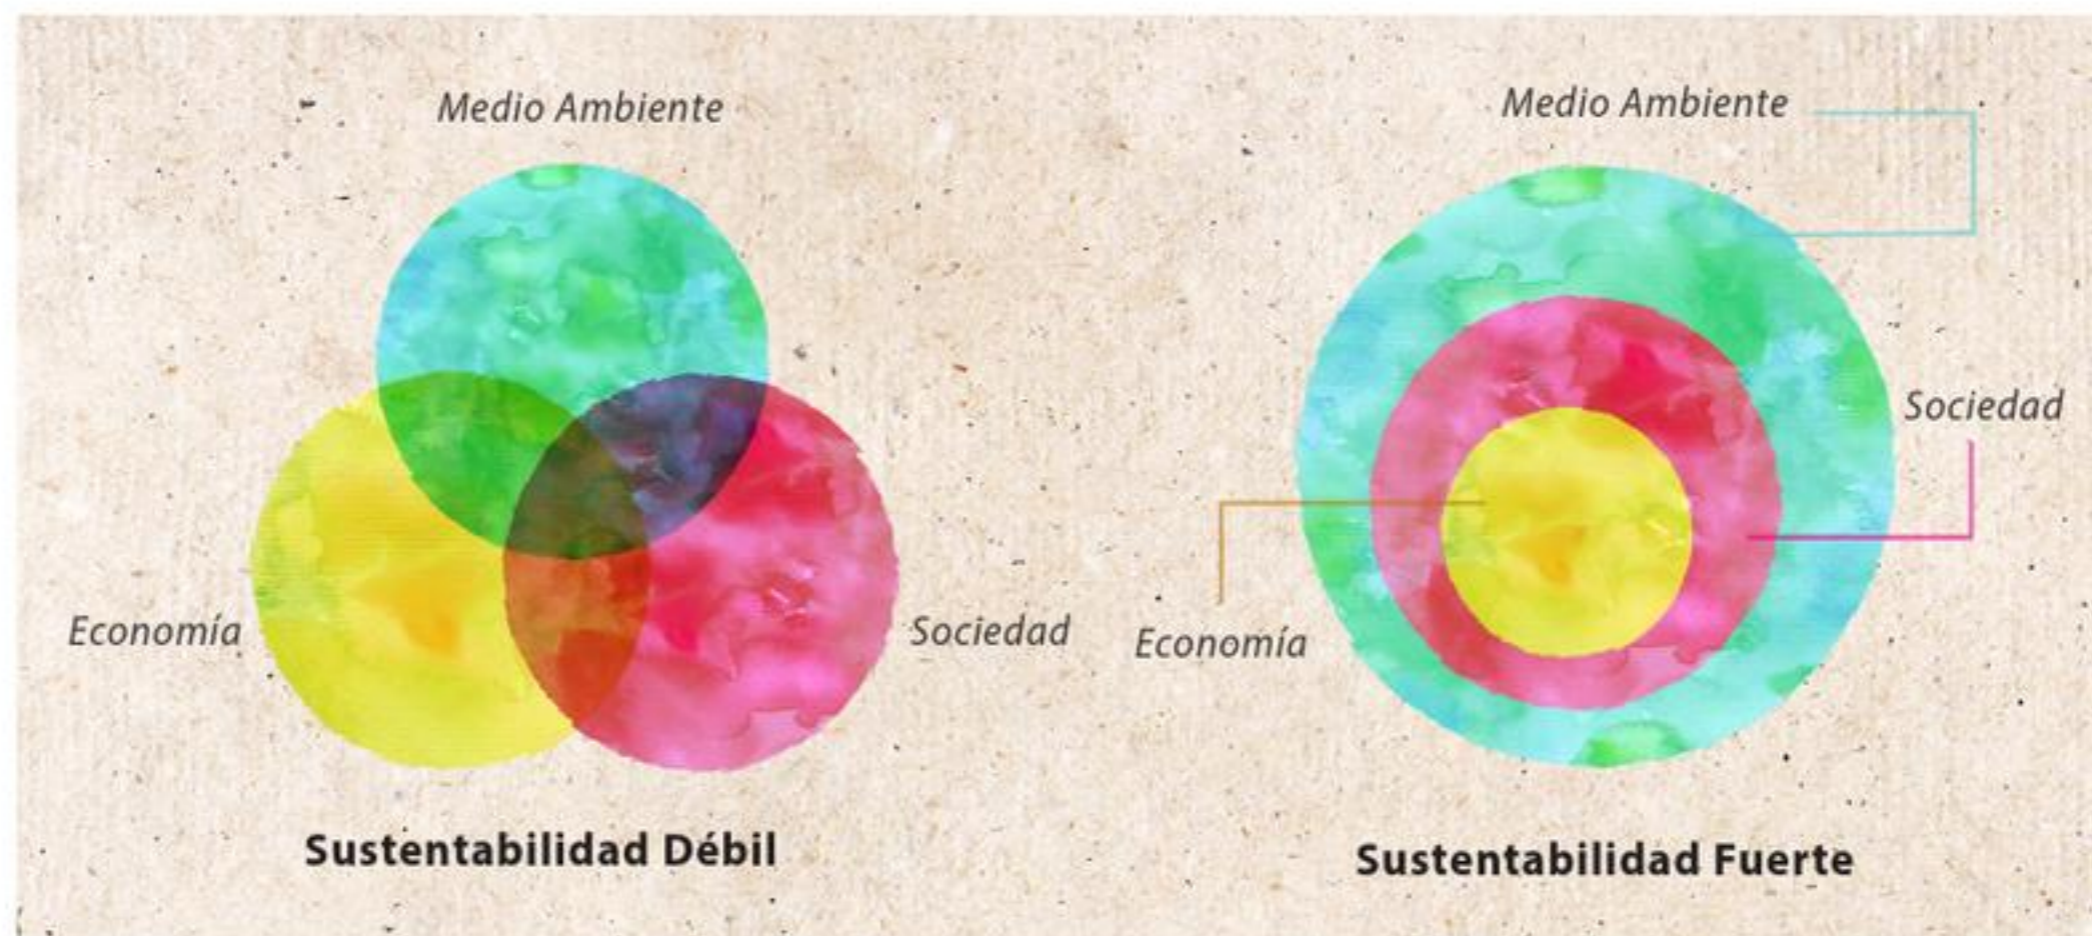 Medio Ambiente
Economía
Sociedad
Sustentabilidad Débil
Medio Ambiente
Sociedad
Economía
Sustentabilidad Fuerte